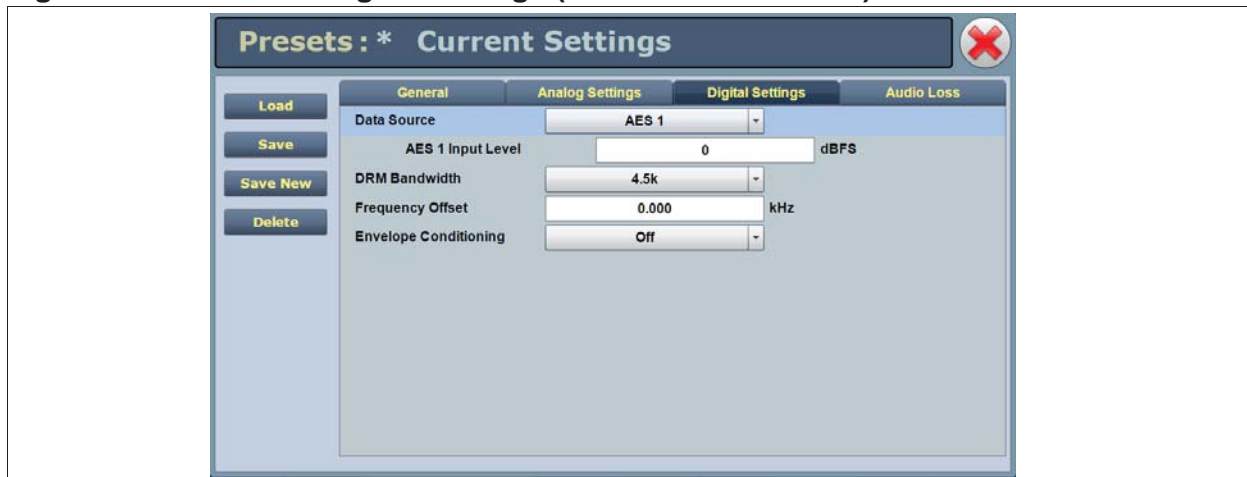 Presets:* Current Settings
Load
Save
Save New
Delete
General Analog Settings Digital Settings Audio Loss
Data Source AES 1
AES 1 Input Level 0 dBFS
DRM Bandwidth 4.5k
Frequency Offset 0.000 kHz
Envelope Conditioning Off